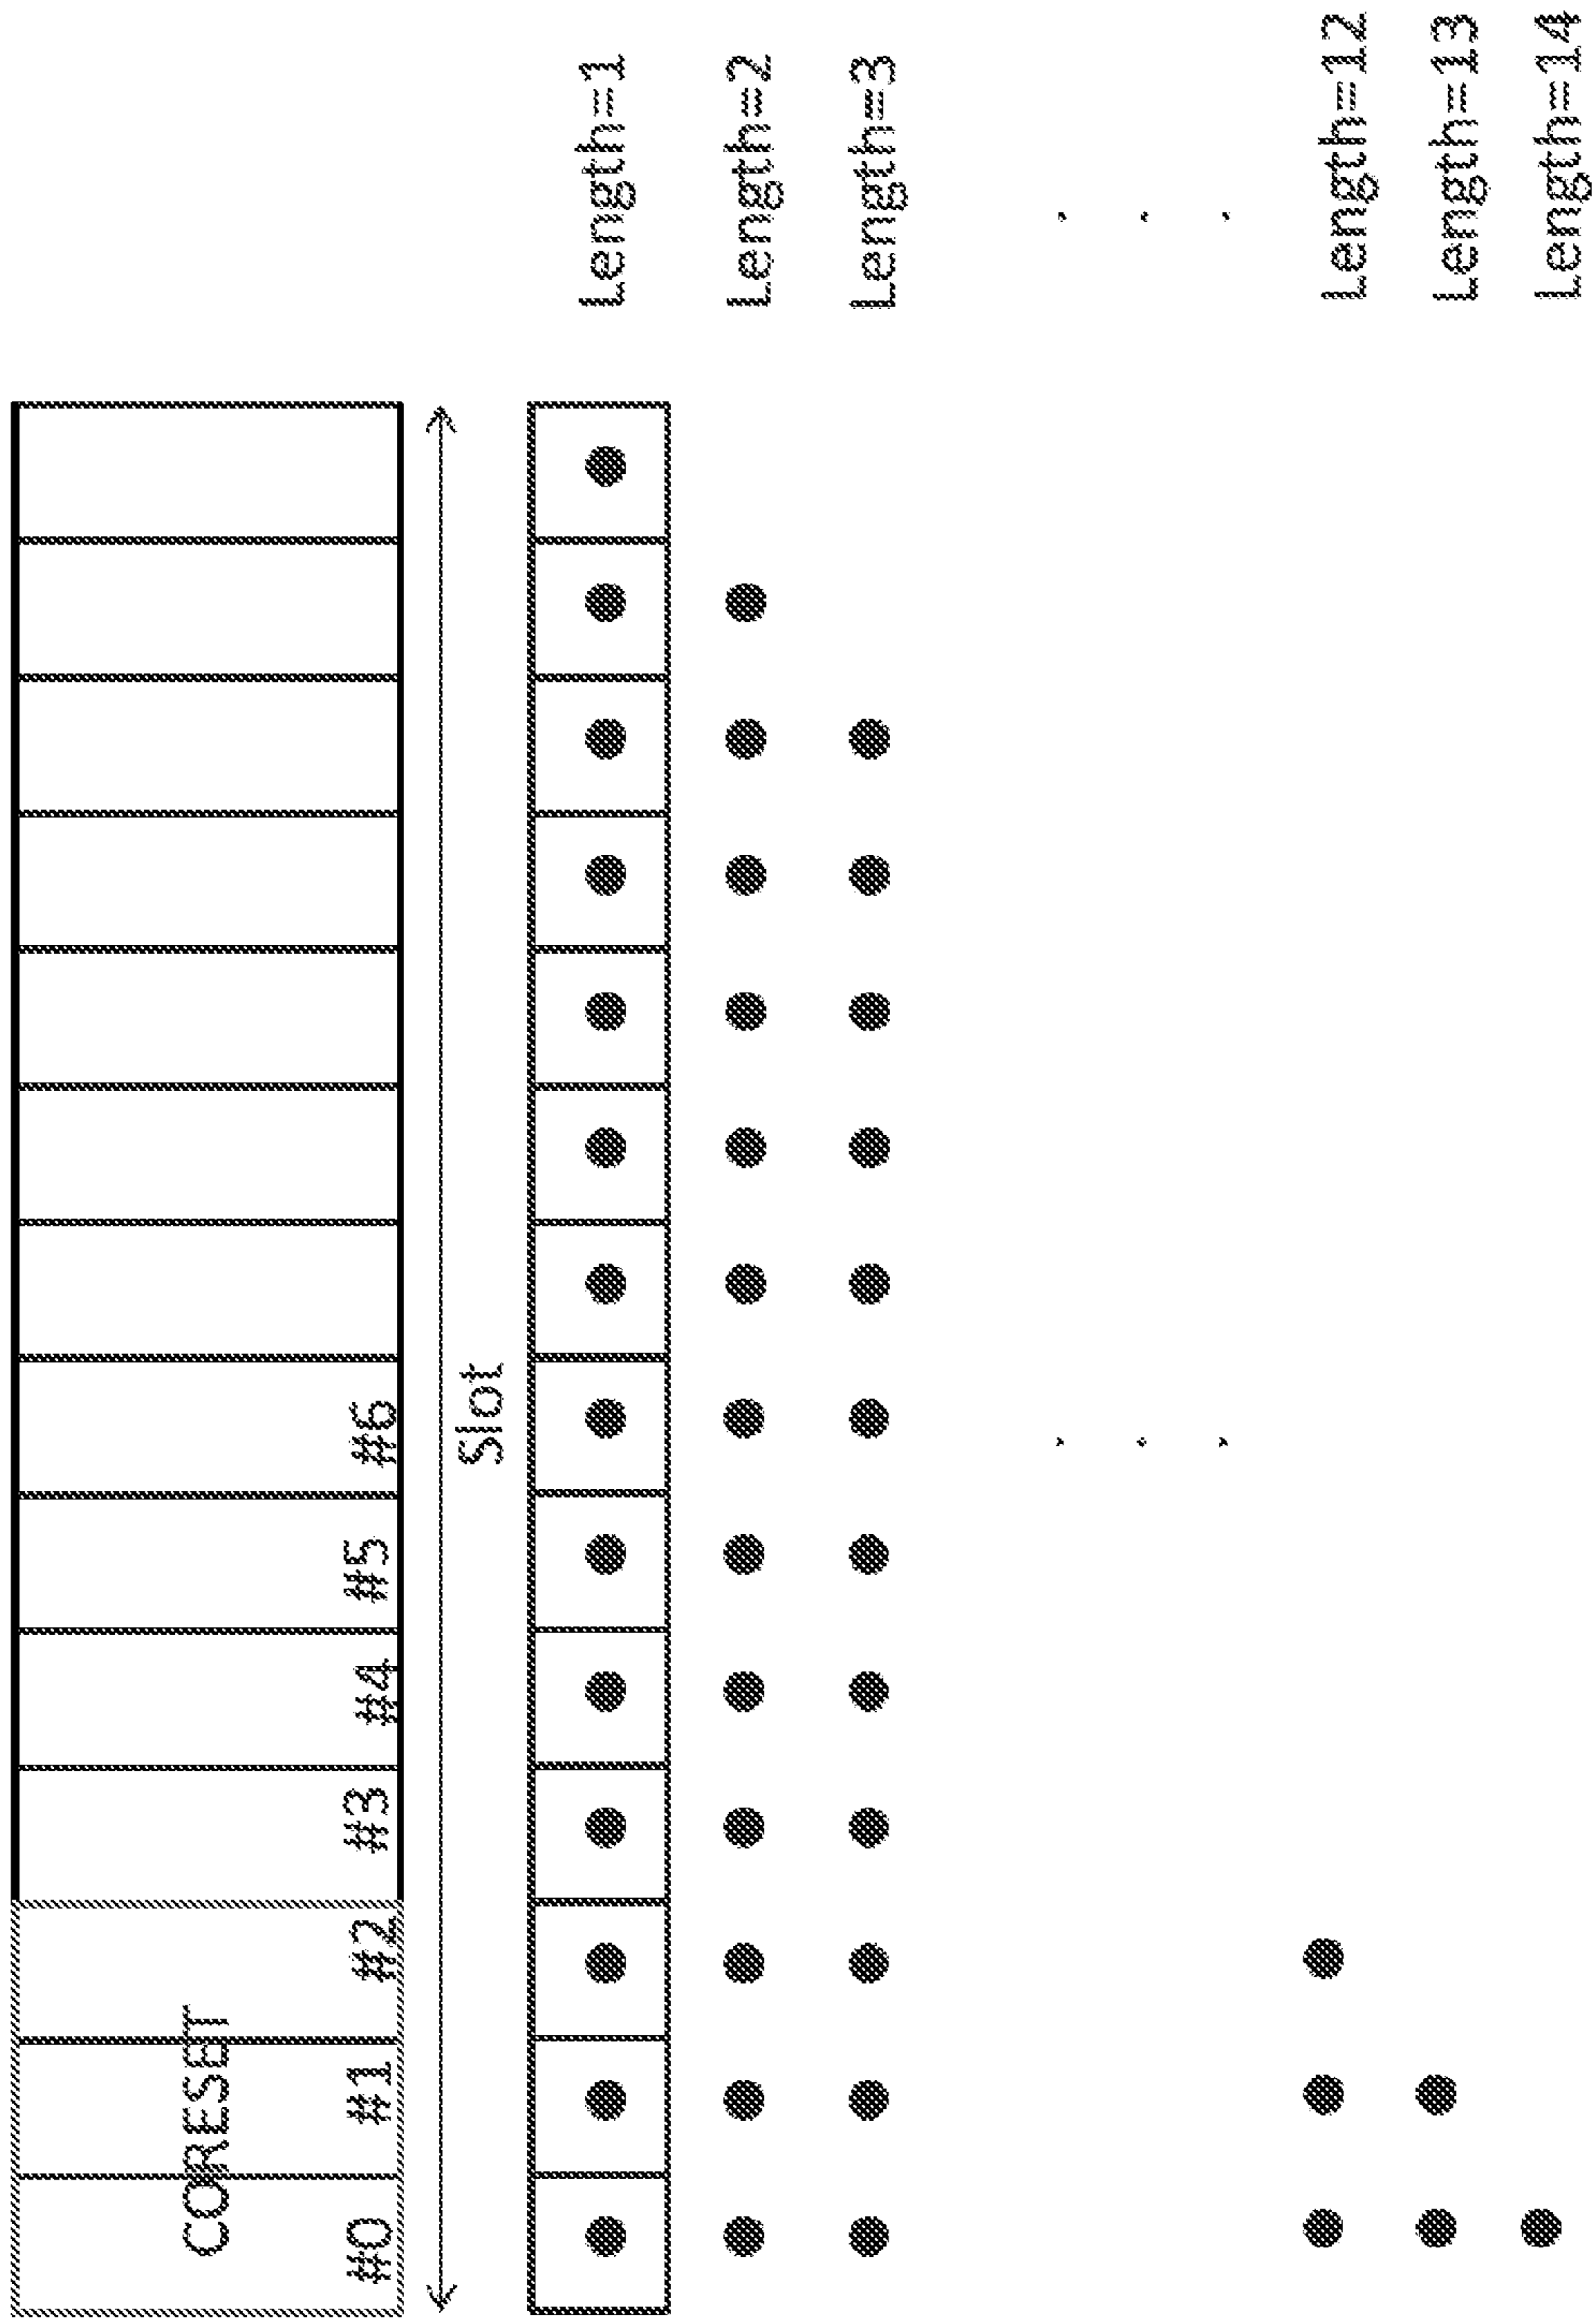 CORESET
#0
#1
#2
#3
#4
#5
#6
Slot
Length=1
Length=2
Length=3
Length=12
Length=13
Length=14